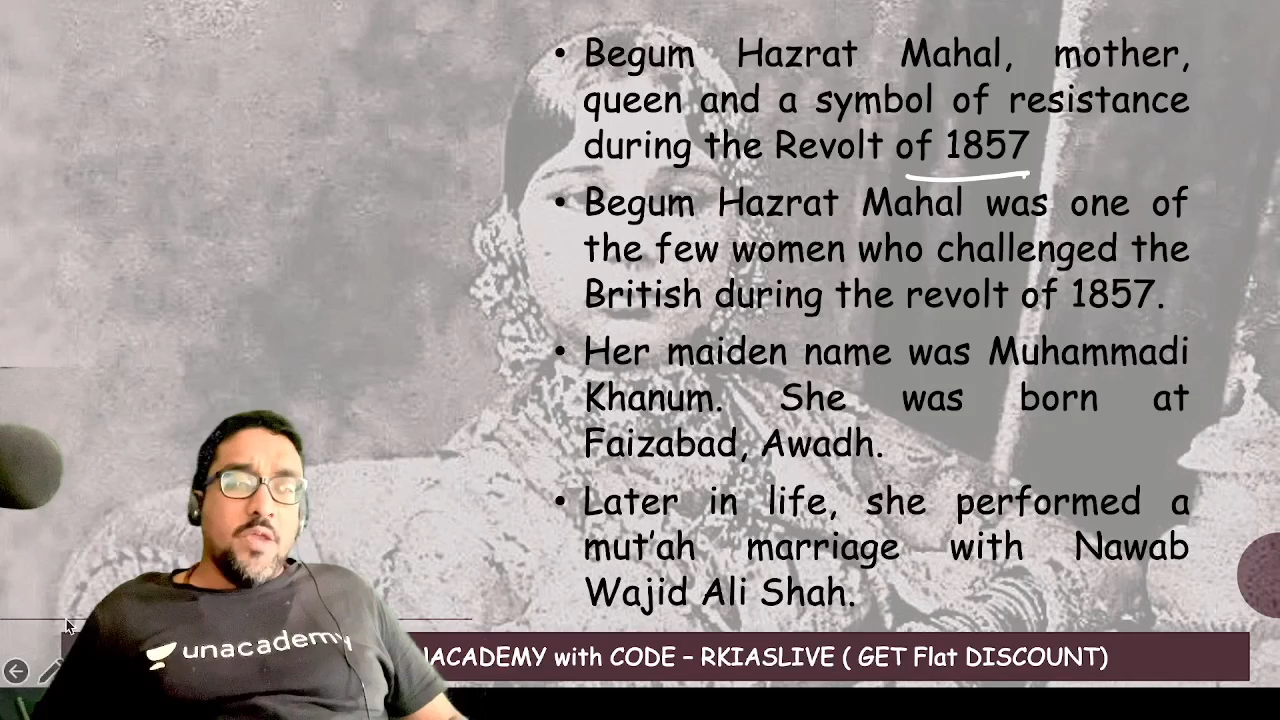 • Begum Hazrat Mahal, mother,
queen and a symbol of resistance
during the Revolt of 1857
• Begum Hazrat Mahal was one of
the few women who challenged the
British during the revolt of 1857.
• Her maiden name was Muhammadi
Khanum. She was born at
Faizabad, Awadh.
• Later in life, she performed a
mut’ah marriage with Nawab
Wajid Ali Shah.
unacademy
NACADEMY with CODE – RKIASLIVE ( GET Flat DISCOUNT)